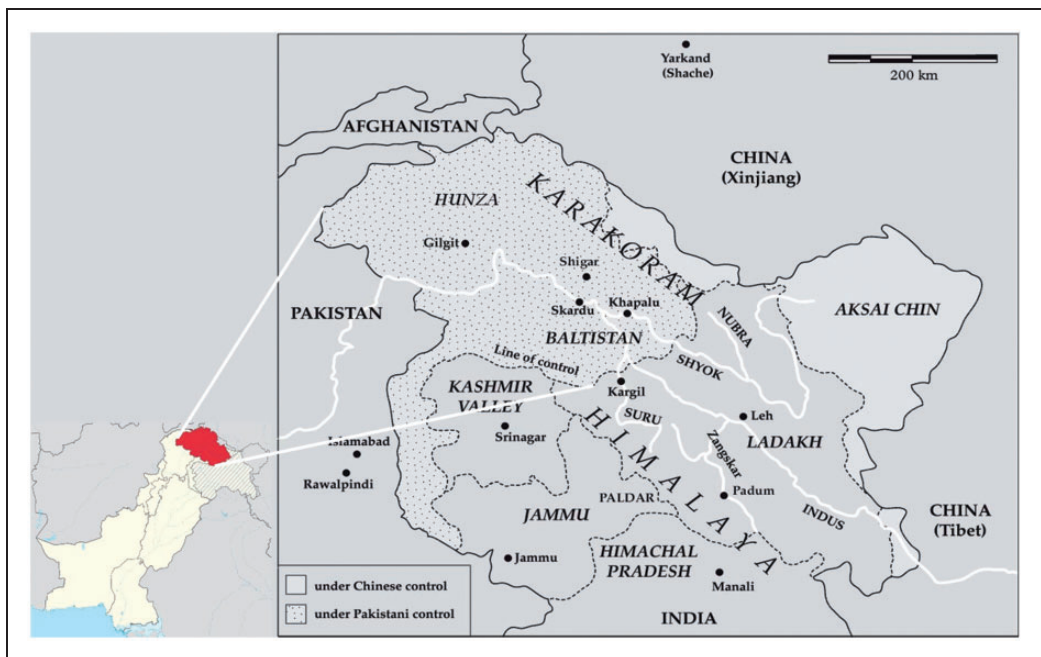 Yarkand
(Shache)
200 km
AFGHANISTAN
CHINA
(Xinjiang)
HUNZA
KARAKORAM
Gilgit
Shigar
Skardu
Khapalu
PAKISTAN
BALTISTAN
NUBRA
AKSAI CHIN
Line of control
SHYOK
KASHMIR
VALLEY
Kargil
SURU
Leh
Srinagar
HIMALAYA
Zangskar
LADAKH
Islamabad
Rawalpindi
PALDAR
Padum
JAMMU
INDUS
CHINA
(Tibet)
Jammu
HIMACHAL
PRADESH
Manali
INDIA
under Chinese control
under Pakistani control